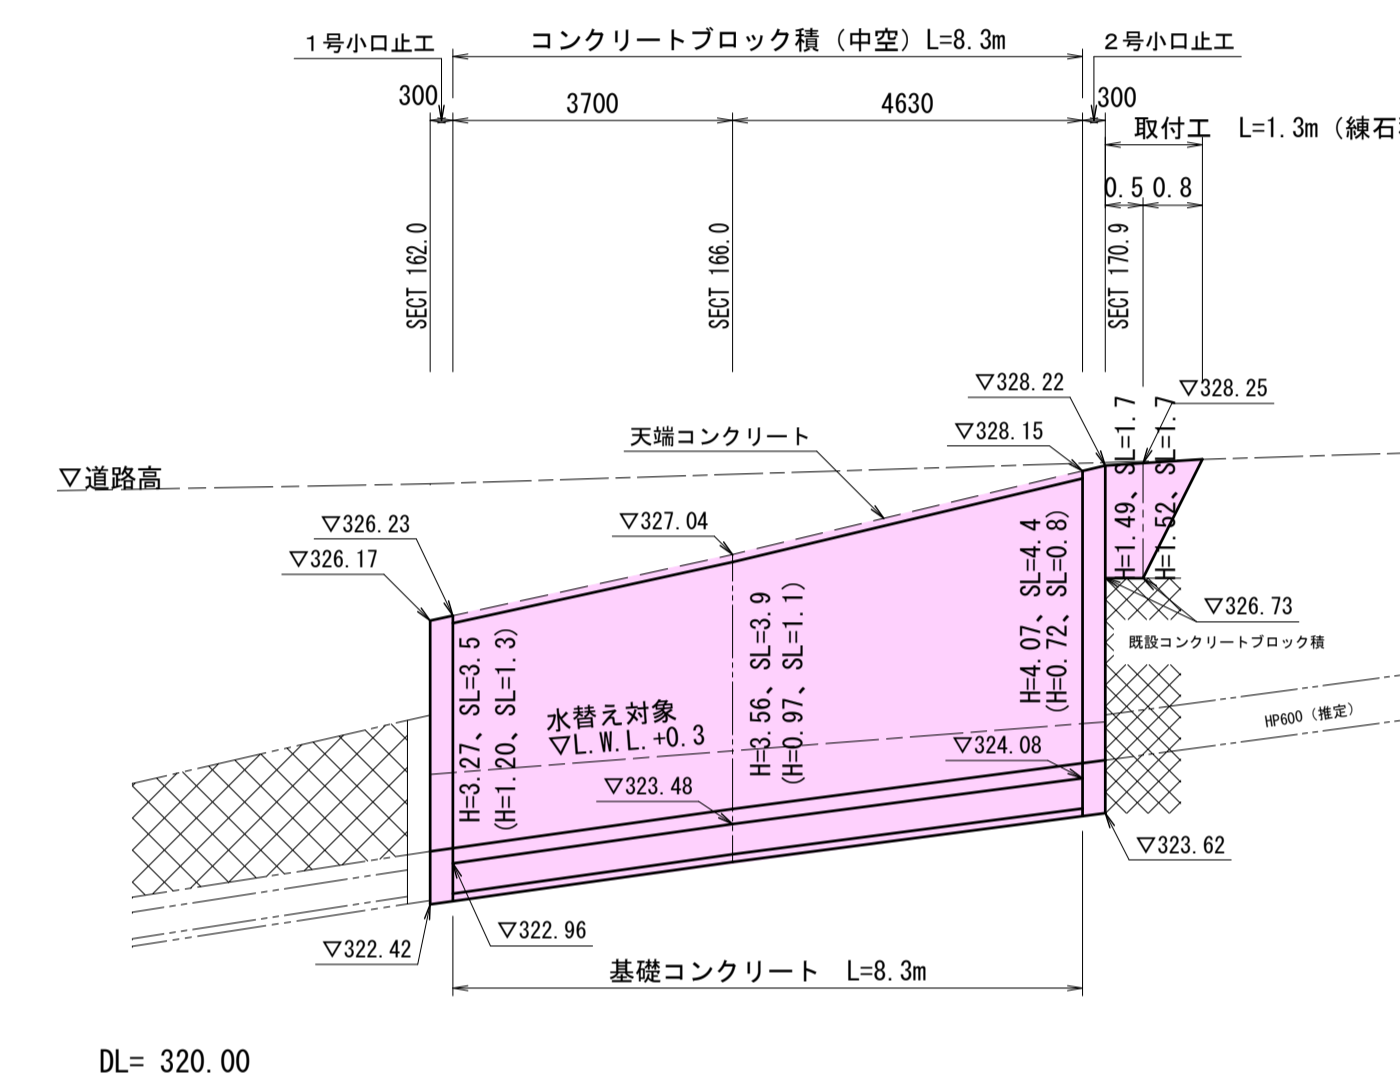 1号小口止工
コンクリートブロック積（中空）L=8.3m
2号小口止工
300
3700
4630
300
取付工　L=1.3m（練石
0.5
0.8
SECT 162.0
SECT 166.0
SECT 170.9
▽328.22
▽328.25
▽328.15
天端コンクリート
▽道路高
▽326.23
▽327.04
▽326.17
H=1.49、SL=1.7
H=1.52、SL=1.7
▽326.73
既設コンクリートブロック積
H=3.27、SL=3.5
(H=1.20、SL=1.3)
水替え対象
▽L.W.L.+0.3
H=3.56、SL=3.9
(H=0.97、SL=1.1)
H=4.07、SL=4.4
(H=0.72、SL=0.8)
HP600（推定）
▽324.08
▽323.48
▽323.62
▽322.96
▽322.42
基礎コンクリート　L=8.3m
DL= 320.00